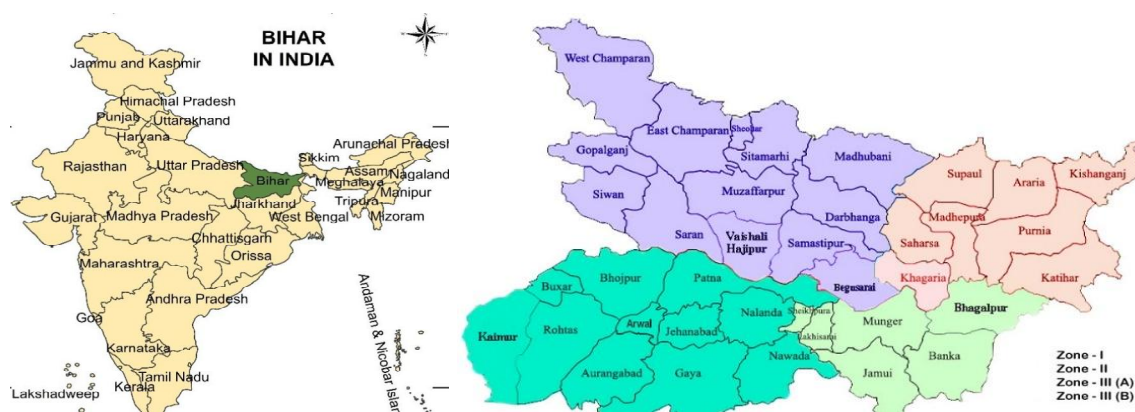 BIHAR
IN INDIA
Jammu and Kashmir
Himachal Pradesh
Punjab
Uttarakhand
Haryana
Rajasthan
Uttar Pradesh
Sikkim
Arunachal Pradesh
Assam
Nagaland
Bihar
Meghalaya
Manipur
Tripura
Mizoram
Jharkhand
West Bengal
Gujarat
Madhya Pradesh
Chhattisgarh
Orissa
Maharashtra
Andhra Pradesh
Goa
Karnataka
Tamil Nadu
Kerala
Lakshadweep
Andaman & Nicobar Islan
West Champaran
East Champaran
Sheohar
Sitamarhi
Madhubani
Gopalganj
Siwan
Muzaffarpur
Darbhanga
Saran
Vaishali
Hajipur
Samastipur
Begusarai
Supaul
Araria
Kishanganj
Madhepura
Purnia
Saharsa
Khagaria
Katihar
Buxar
Bhojpur
Patna
Kaimur
Rohtas
Arwal
Jehanabad
Nalanda
Aurangabad
Gaya
Nawada
Sheikhpura
Lakhisarai
Munger
Bhagalpur
Jamui
Banka
Zone - I
Zone - II
Zone - III (A)
Zone - III (B)